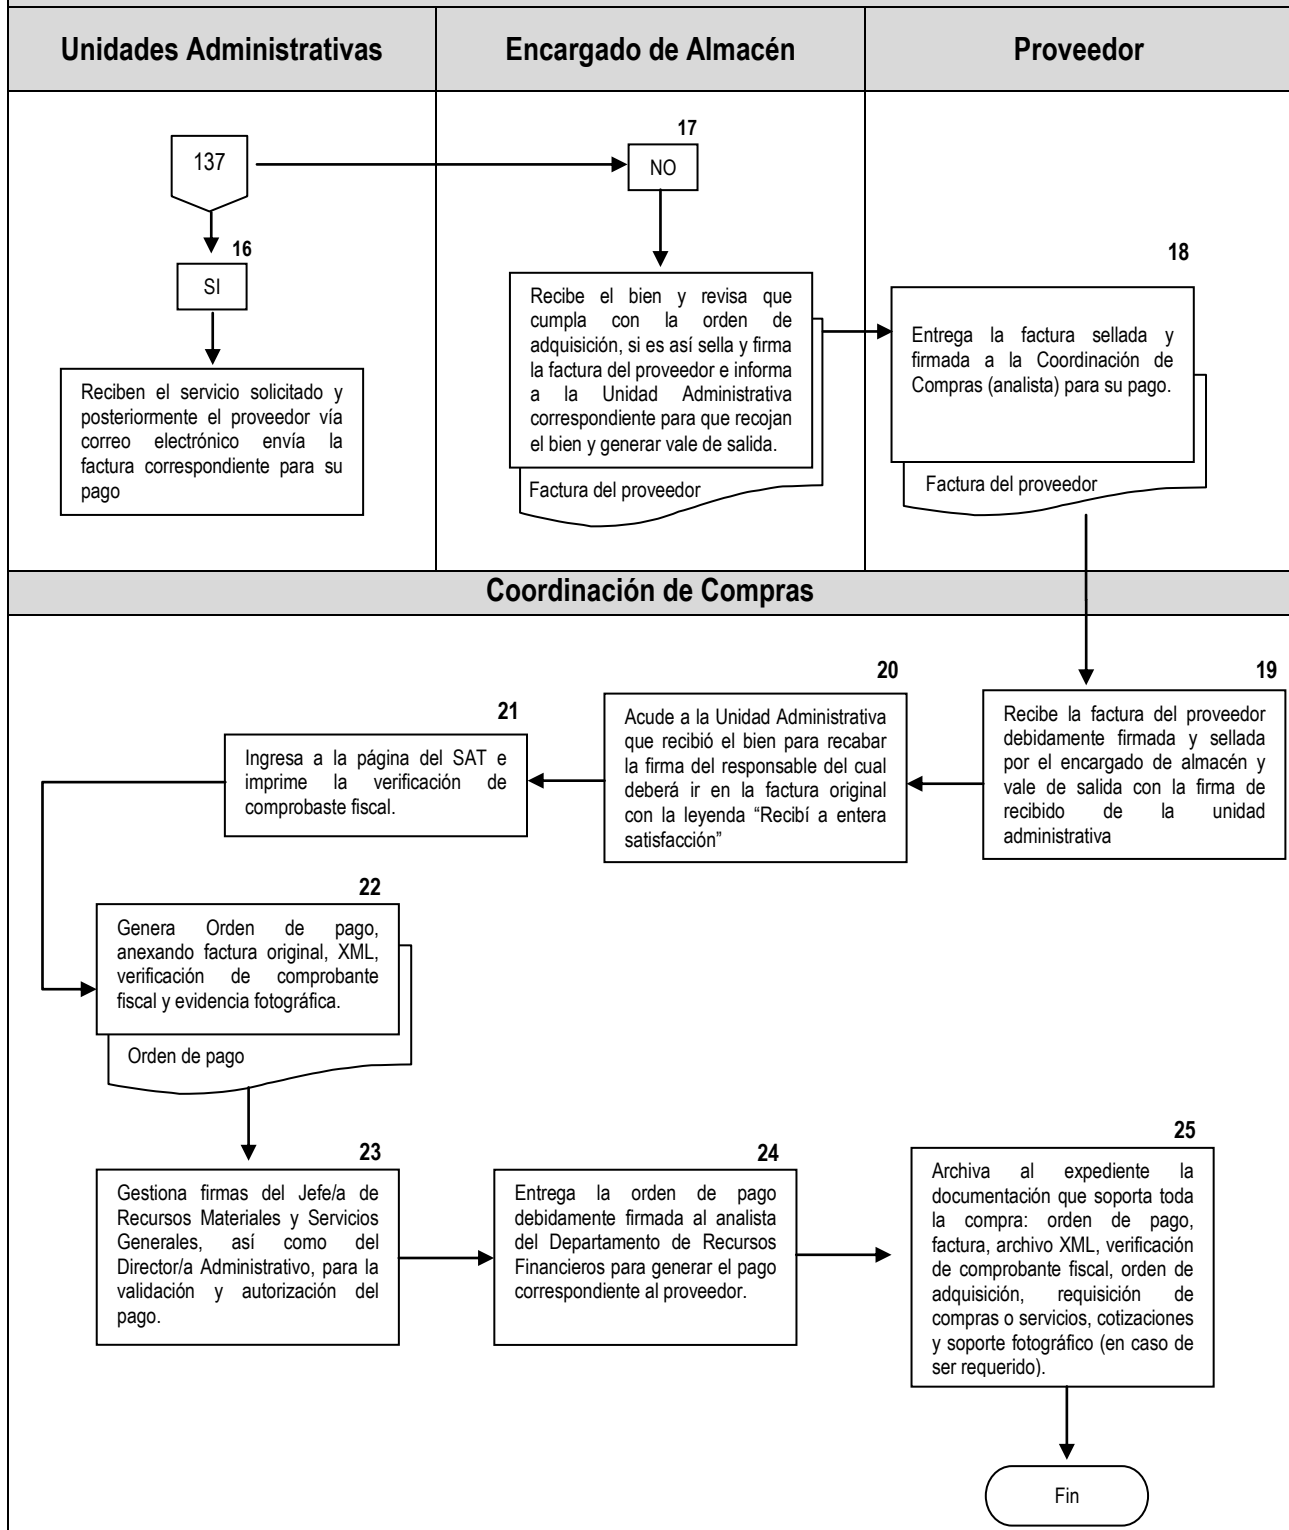 Unidades Administrativas
Encargado de Almacén
Proveedor
137
16
SI
Reciben el servicio solicitado y
posteriormente el proveedor vía
correo electrónico envía la
factura correspondiente para su
pago
17
NO
Recibe el bien y revisa que
cumpla con la orden de
adquisición, si es así sella y firma
la factura del proveedor e informa
a la Unidad Administrativa
correspondiente para que recojan
el bien y generar vale de salida.
Factura del proveedor
18
Entrega la factura sellada y
firmada a la Coordinación de
Compras (analista) para su pago.
Factura del proveedor
Coordinación de Compras
19
Recibe la factura del proveedor
debidamente firmada y sellada
por el encargado de almacén y
vale de salida con la firma de
recibido de la unidad
administrativa
20
Acude a la Unidad Administrativa
que recibió el bien para recabar
la firma del responsable del cual
deberá ir en la factura original
con la leyenda “Recibí a entera
satisfacción”
21
Ingresa a la página del SAT e
imprime la verificación de
comprobaste fiscal.
22
Genera Orden de pago,
anexando factura original, XML,
verificación de comprobante
fiscal y evidencia fotográfica.
Orden de pago
23
Gestiona firmas del Jefe/a de
Recursos Materiales y Servicios
Generales, así como del
Director/a Administrativo, para la
validación y autorización del
pago.
24
Entrega la orden de pago
debidamente firmada al analista
del Departamento de Recursos
Financieros para generar el pago
correspondiente al proveedor.
25
Archiva al expediente la
documentación que soporta toda
la compra: orden de pago,
factura, archivo XML, verificación
de comprobante fiscal, orden de
adquisición, requisición de
compras o servicios, cotizaciones
y soporte fotográfico (en caso de
ser requerido).
Fin